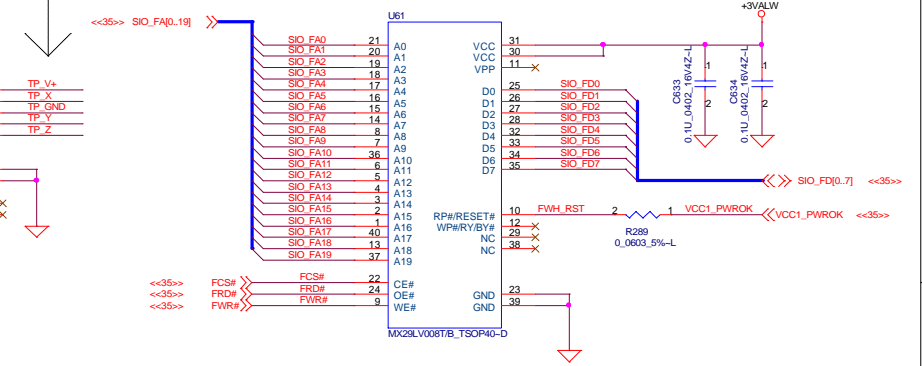 +3VALW
<<35>> SIO_FA[0..19]
U61
SIO_FA0 21 A0 VCC 31
SIO_FA1 20 A1 VCC 30
SIO_FA2 19 A2 VPP 11
SIO_FA3 18 A3
SIO_FA4 17 A4 D0 25 SIO_FD0
SIO_FA5 16 A5 D1 26 SIO_FD1
SIO_FA6 15 A6 D2 27 SIO_FD2
SIO_FA7 14 A7 D3 28 SIO_FD3
SIO_FA8 8 A8 D4 32 SIO_FD4
SIO_FA9 7 A9 D5 33 SIO_FD5
SIO_FA10 36 A10 D6 34 SIO_FD6
SIO_FA11 6 A11 D7 35 SIO_FD7
SIO_FA12 5 A12
SIO_FA13 4 A13
SIO_FA14 3 A14
SIO_FA15 2 A15 RP#/RESET# 10 FWH_RST 2 1 VCC1_PWROK VCC1_PWROK <<35>>
SIO_FA16 1 A16 WP#/RY/BY# 12
SIO_FA17 40 A17 NC 29
SIO_FA18 13 A18 NC 38
SIO_FA19 37 A19
R289
0_0603_5%~L
<<35>> FCS# FCS# 22 CE#
<<35>> FRD# FRD# 24 OE# GND 23
<<35>> FWR# FWR# 9 WE# GND 39
MX29LV008T/B_TSOP40~D
C633
0.1U_0402_16V4Z~L
1
2
C634
0.1U_0402_16V4Z~L
1
2
SIO_FD[0..7] <<35>>
TP_V+
TP_X
TP_GND
TP_Y
TP_Z